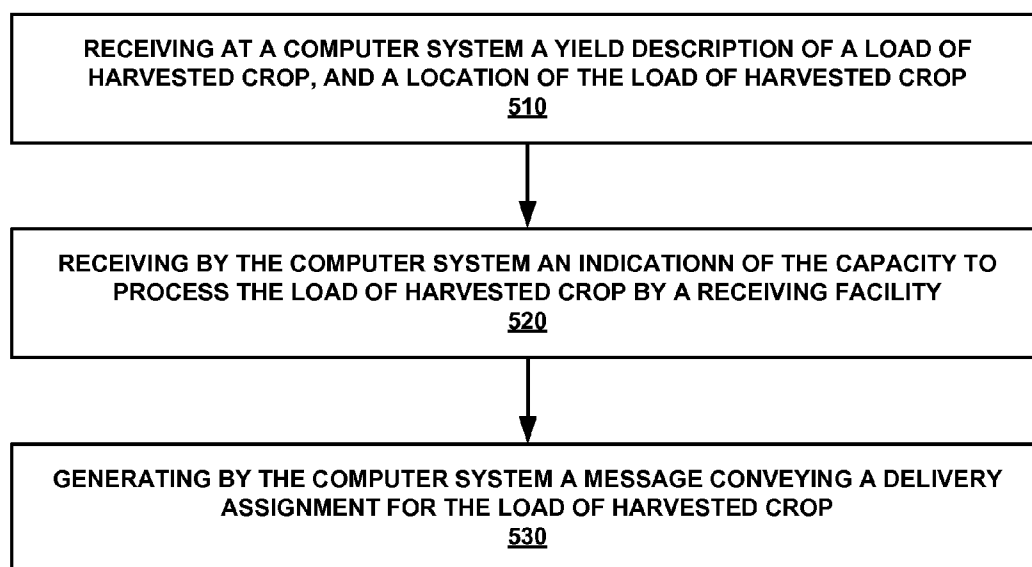 RECEIVING AT A COMPUTER SYSTEM A YIELD DESCRIPTION OF A LOAD OF
HARVESTED CROP, AND A LOCATION OF THE LOAD OF HARVESTED CROP
510
RECEIVING BY THE COMPUTER SYSTEM AN INDICATIONN OF THE CAPACITY TO
PROCESS THE LOAD OF HARVESTED CROP BY A RECEIVING FACILITY
520
GENERATING BY THE COMPUTER SYSTEM A MESSAGE CONVEYING A DELIVERY
ASSIGNMENT FOR THE LOAD OF HARVESTED CROP
530